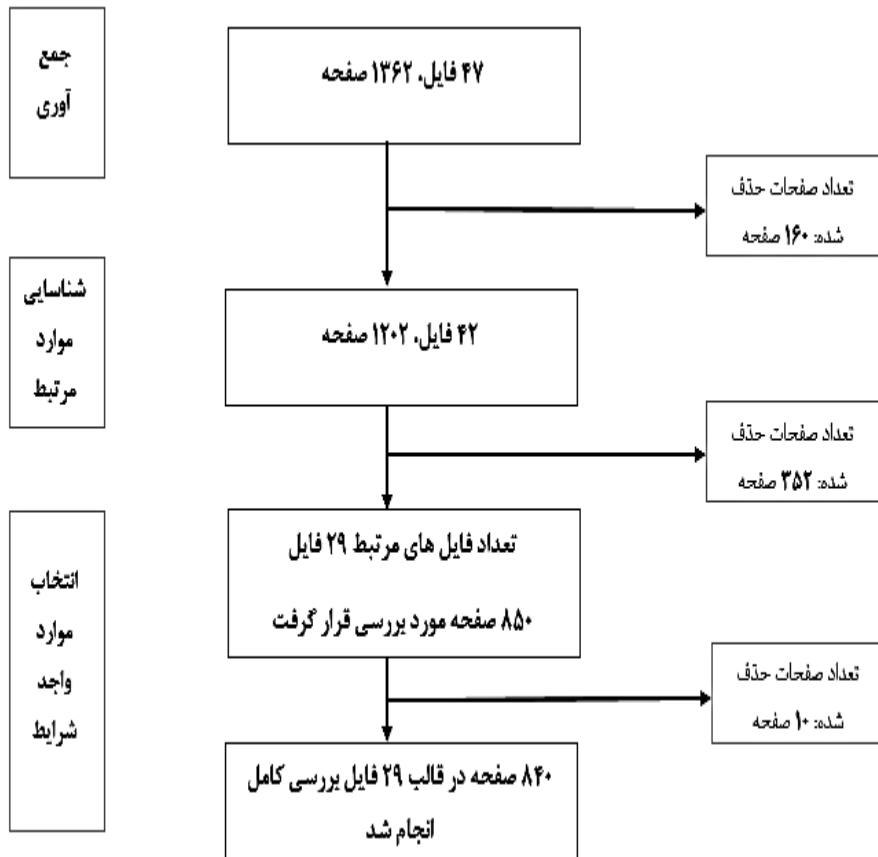 جمع
آوری
۴۷ فایل، ۱۳۶۲ صفحه
تعداد صفحات حذف
شده: ۱۶۰ صفحه
شناسایی
موارد
مرتبط
۴۲ فایل، ۱۲۰۲ صفحه
تعداد صفحات حذف
شده: ۳۵۲ صفحه
انتخاب
موارد
واجد
شرایط
تعداد فایل های مرتبط ۲۹ فایل
۸۵۰ صفحه مورد بررسی قرار گرفت
تعداد صفحات حذف
شده: ۱۰ صفحه
۸۴۰ صفحه در قالب ۲۹ فایل بررسی کامل
انجام شد